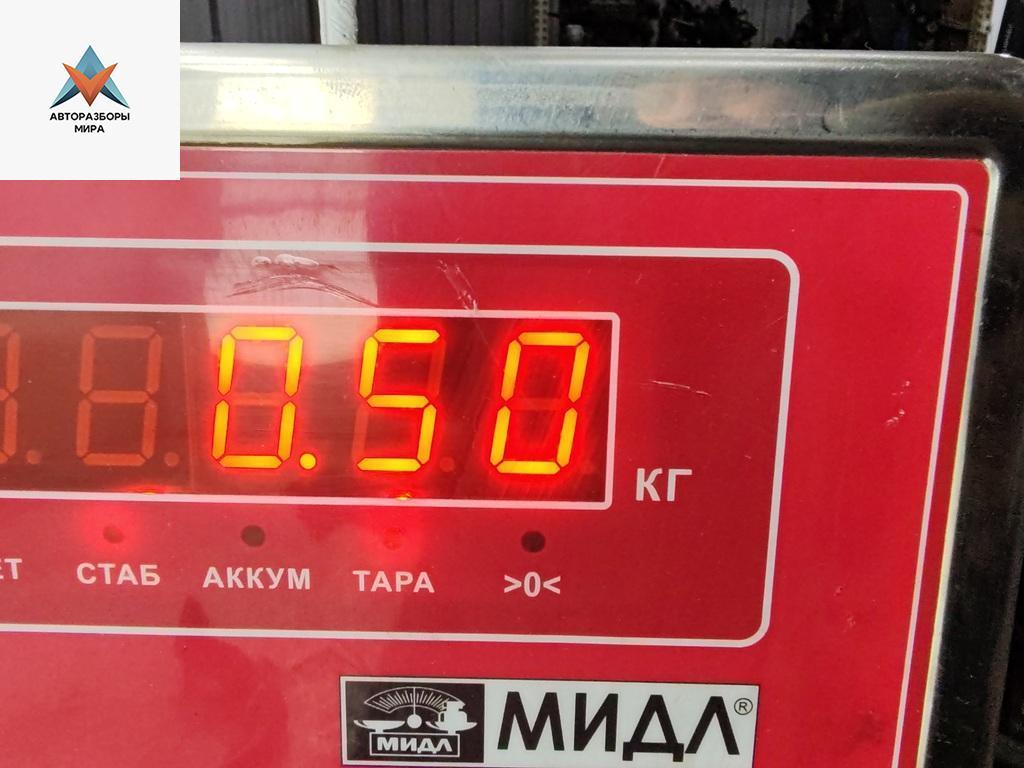 АВТОРАЗБОРЫ
МИРА
0.50
КГ
СТАБ АККУМ ТАРА >0<
МИДЛ МИДЛ®